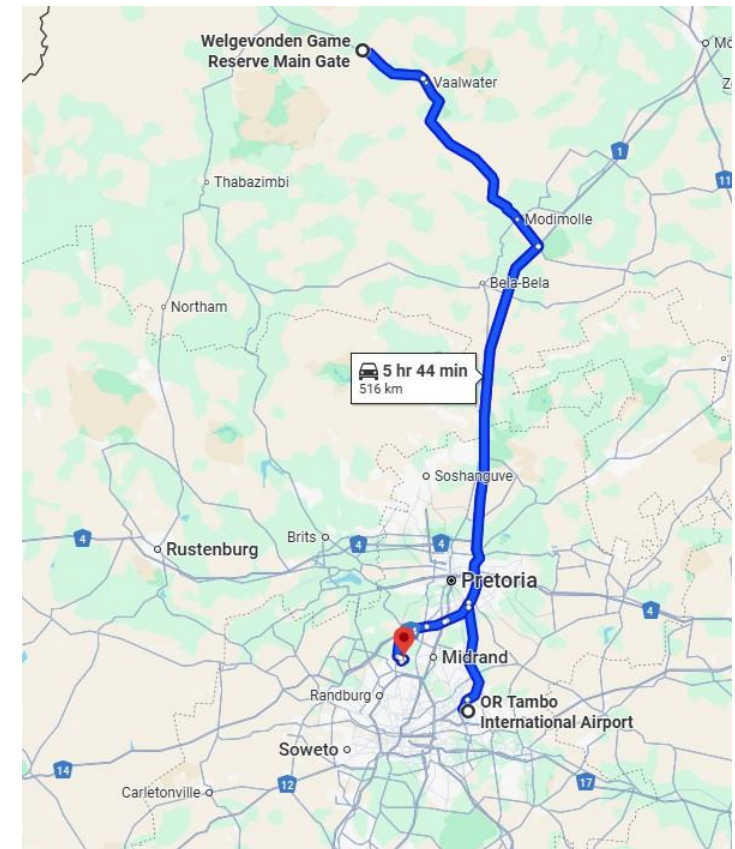 Welgevonden Game
Reserve Main Gate
Vaalwater
1
11
Thabazimbi
Modimolle
Bela-Bela
Northam
5 hr 44 min
516 km
Soshanguve
4
Brits
4
4
Rustenburg
Pretoria
4
4
Midrand
Randburg
OR Tambo
International Airport
Soweto
14
12
17
Carletonville